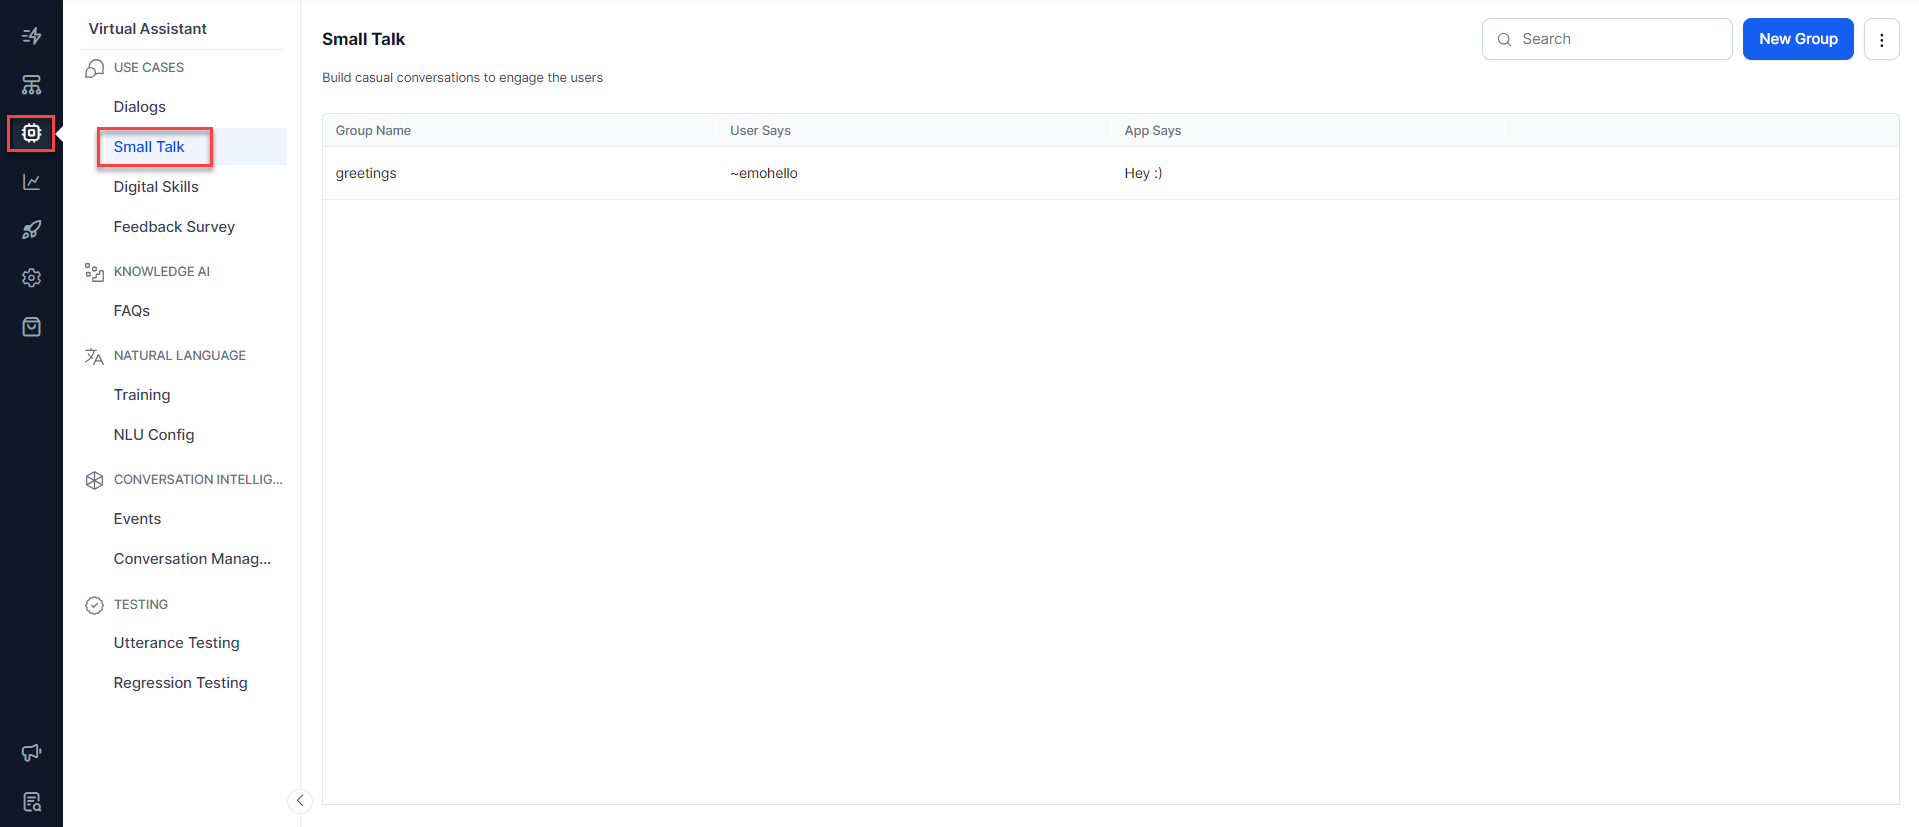 Virtual Assistant
USE CASES
Dialogs
Small Talk
Digital Skills
Feedback Survey
KNOWLEDGE AI
FAQs
NATURAL LANGUAGE
Training
NLU Config
CONVERSATION INTELLIG...
Events
Conversation Manag...
TESTING
Utterance Testing
Regression Testing
Small Talk
Search
New Group
Build casual conversations to engage the users
Group Name User Says App Says
greetings ~emohello Hey :)